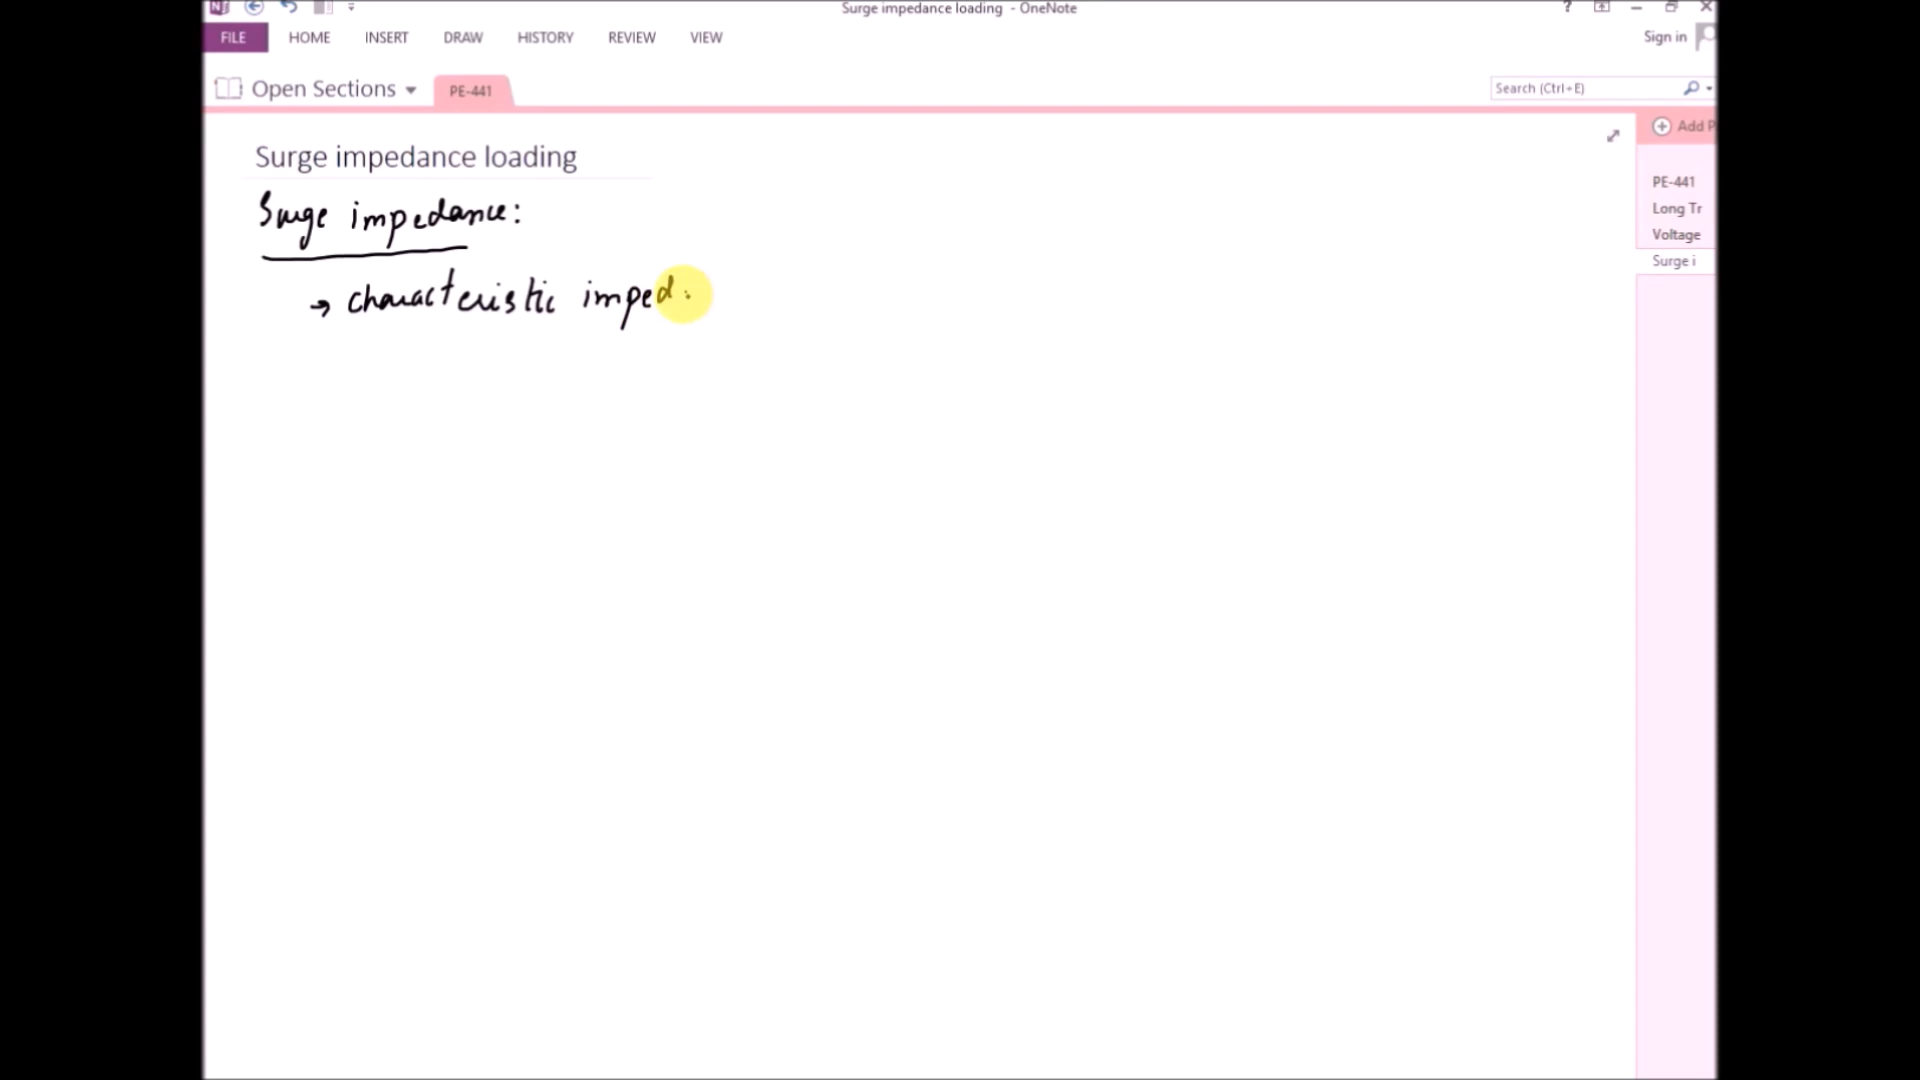 Surge impedance loading - OneNote
?
FILE HOME INSERT DRAW HISTORY REVIEW VIEW
Sign in
Open Sections PE-441
Search (Ctrl+E)
Add P
Surge impedance loading
Surge impedance:
→ characteristic imped.
PE-441
Long Tr
Voltage
Surge i